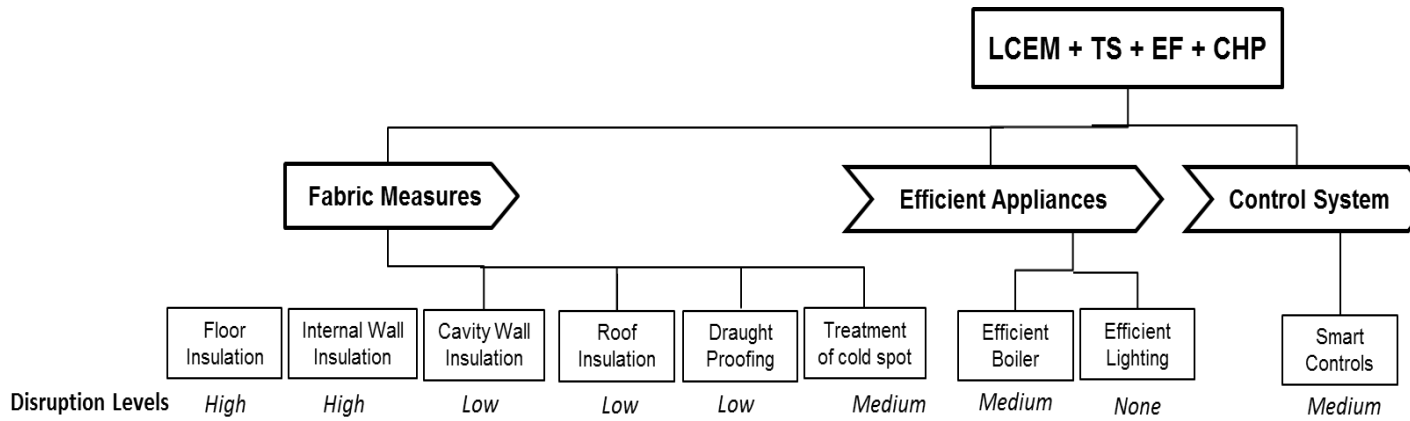 LCEM + TS + EF + CHP
Fabric Measures
Efficient Appliances
Control System
Floor
Insulation
Internal Wall
Insulation
Cavity Wall
Insulation
Roof
Insulation
Draught
Proofing
Treatment
of cold spot
Efficient
Boiler
Efficient
Lighting
Smart
Controls
Disruption Levels High High Low Low Low Medium Medium None Medium